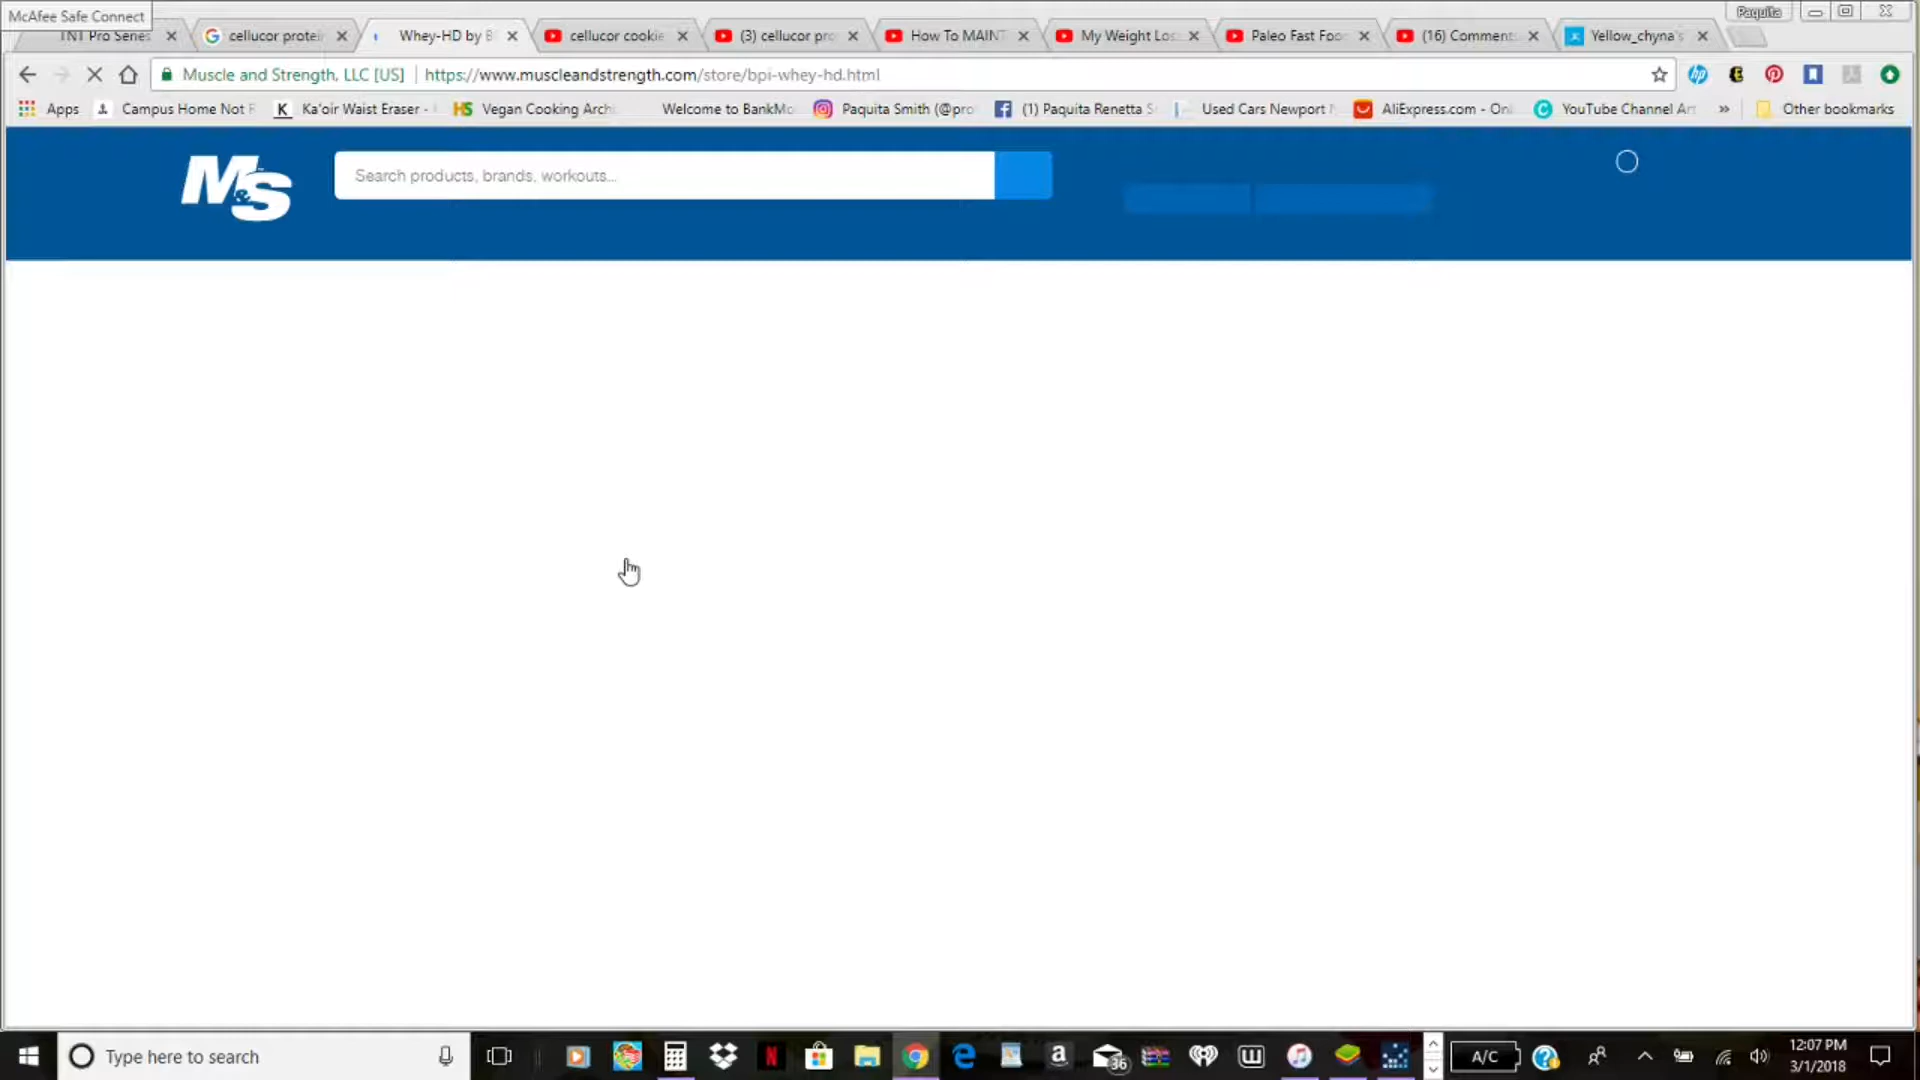 McAfee Safe Connect
Paquita
TNT Pro Series
cellucor protei
Whey-HD by B
cellucor cookie
(3) cellucor pro
How To MAINT
My Weight Los
Paleo Fast Foo
(16) Comment
Yellow_chyna's
Muscle and Strength, LLC [US] https://www.muscleandstrength.com/store/bpi-whey-hd.html
Apps Campus Home Not F Ka'oir Waist Eraser - Vegan Cooking Arch Welcome to BankMo Paquita Smith (@pro (1) Paquita Renetta S Used Cars Newport AliExpress.com - On YouTube Channel Art » Other bookmarks
M&S Search products, brands, workouts...
Type here to search
36
A/C
12:07 PM
3/1/2018